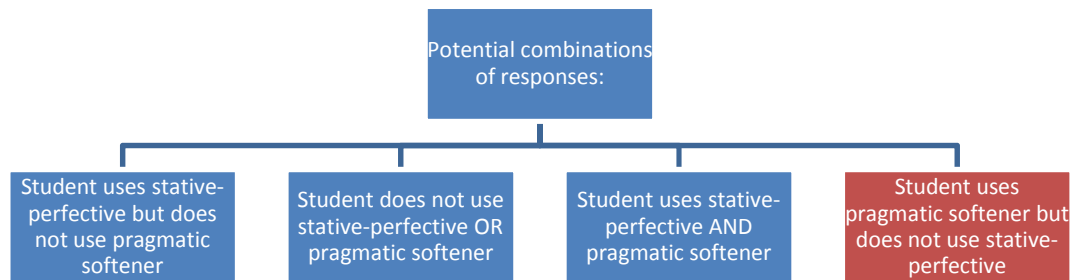 Potential combinations
of responses:
Student uses stative-
perfective but does
not use pragmatic
softener
Student does not use
stative-perfective OR
pragmatic softener
Student uses stative-
perfective AND
pragmatic softener
Student uses
pragmatic softener but
does not use stative-
perfective